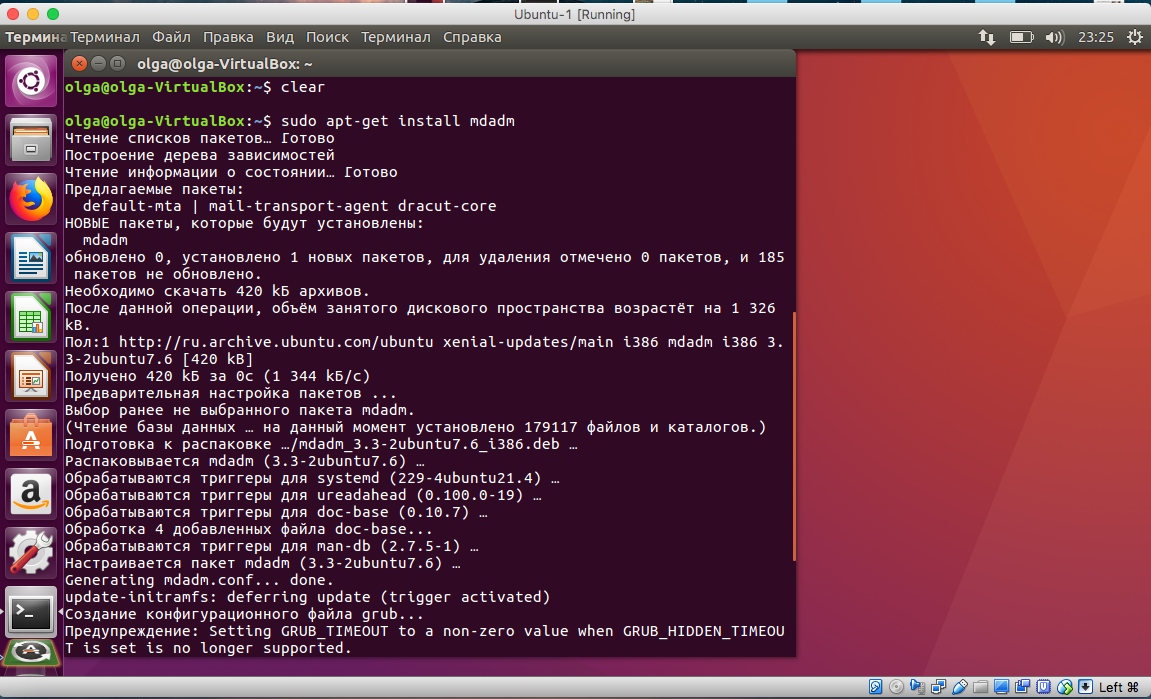 Ubuntu-1 [Running]
Термина Терминал Файл Правка Вид Поиск Терминал Справка 23:25
olga@olga-VirtualBox: ~
olga@olga-VirtualBox:~$ clear
olga@olga-VirtualBox:~$ sudo apt-get install mdadm
Чтение списков пакетов… Готово
Построение дерева зависимостей
Чтение информации о состоянии… Готово
Предлагаемые пакеты:
default-mta | mail-transport-agent dracut-core
НОВЫЕ пакеты, которые будут установлены:
mdadm
обновлено 0, установлено 1 новых пакетов, для удаления отмечено 0 пакетов, и 185
пакетов не обновлено.
Необходимо скачать 420 kБ архивов.
После данной операции, объём занятого дискового пространства возрастёт на 1 326
kB.
Пол:1 http://ru.archive.ubuntu.com/ubuntu xenial-updates/main i386 mdadm i386 3.
3-2ubuntu7.6 [420 kB]
Получено 420 kБ за 0с (1 344 kБ/c)
Предварительная настройка пакетов ...
Выбор ранее не выбранного пакета mdadm.
(Чтение базы данных … на данный момент установлено 179117 файлов и каталогов.)
Подготовка к распаковке …/mdadm_3.3-2ubuntu7.6_i386.deb …
Распаковывается mdadm (3.3-2ubuntu7.6) …
Обрабатываются триггеры для systemd (229-4ubuntu21.4) …
Обрабатываются триггеры для ureadahead (0.100.0-19) …
Обрабатываются триггеры для doc-base (0.10.7) …
Обработка 4 добавленных файла doc-base...
Обрабатываются триггеры для man-db (2.7.5-1) …
Настраивается пакет mdadm (3.3-2ubuntu7.6) …
Generating mdadm.conf... done.
update-initramfs: deferring update (trigger activated)
Создание конфигурационного файла grub...
Предупреждение: Setting GRUB_TIMEOUT to a non-zero value when GRUB_HIDDEN_TIMEOU
T is set is no longer supported.
Left ⌘